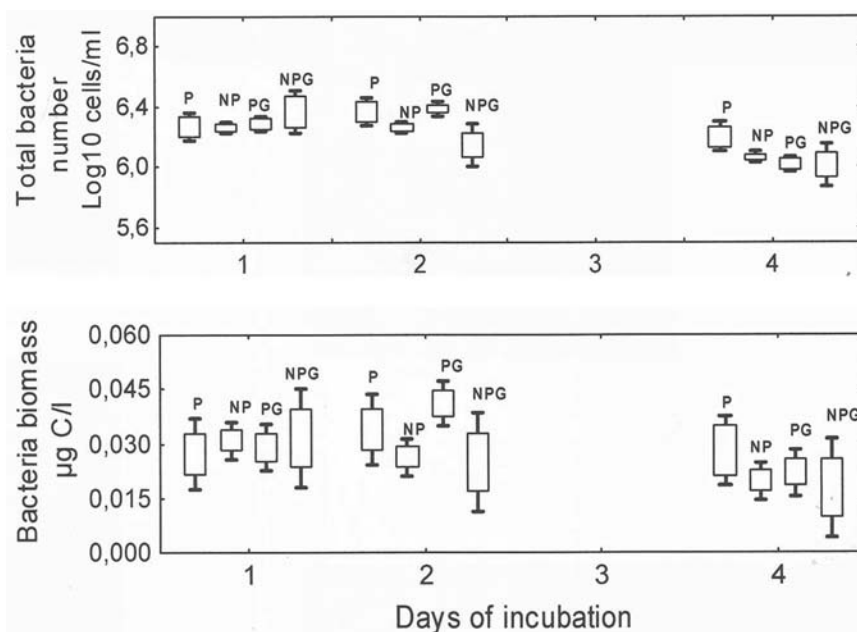 Total bacteria
number
Log10 cells/ml
6,8
6,4
6,0
5,6
P NP PG NPG
P NP PG NPG
P NP PG NPG
1 2 3 4
Bacteria biomass
µg C/l
0,060
0,045
0,030
0,015
0,000
P NP PG NPG
P NP PG NPG
P NP PG NPG
1 2 3 4
Days of incubation